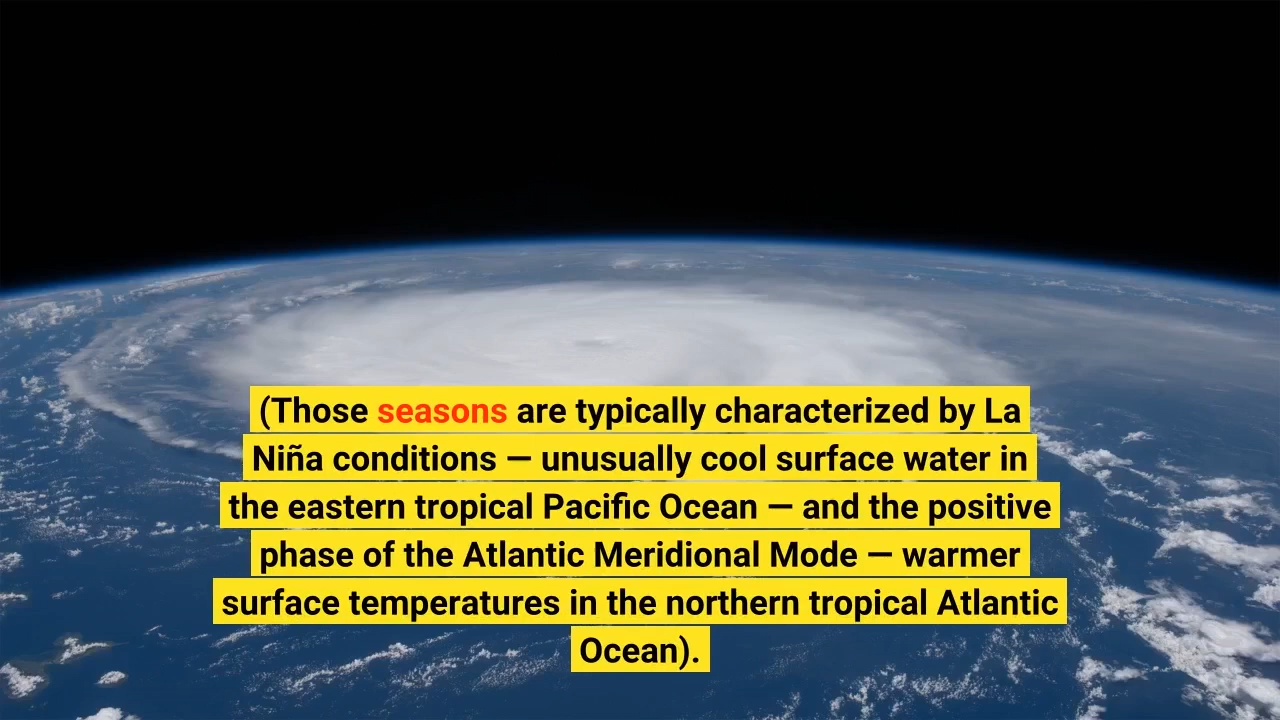 (Those seasons are typically characterized by La
Niña conditions — unusually cool surface water in
the eastern tropical Pacific Ocean — and the positive
phase of the Atlantic Meridional Mode — warmer
surface temperatures in the northern tropical Atlantic
Ocean).